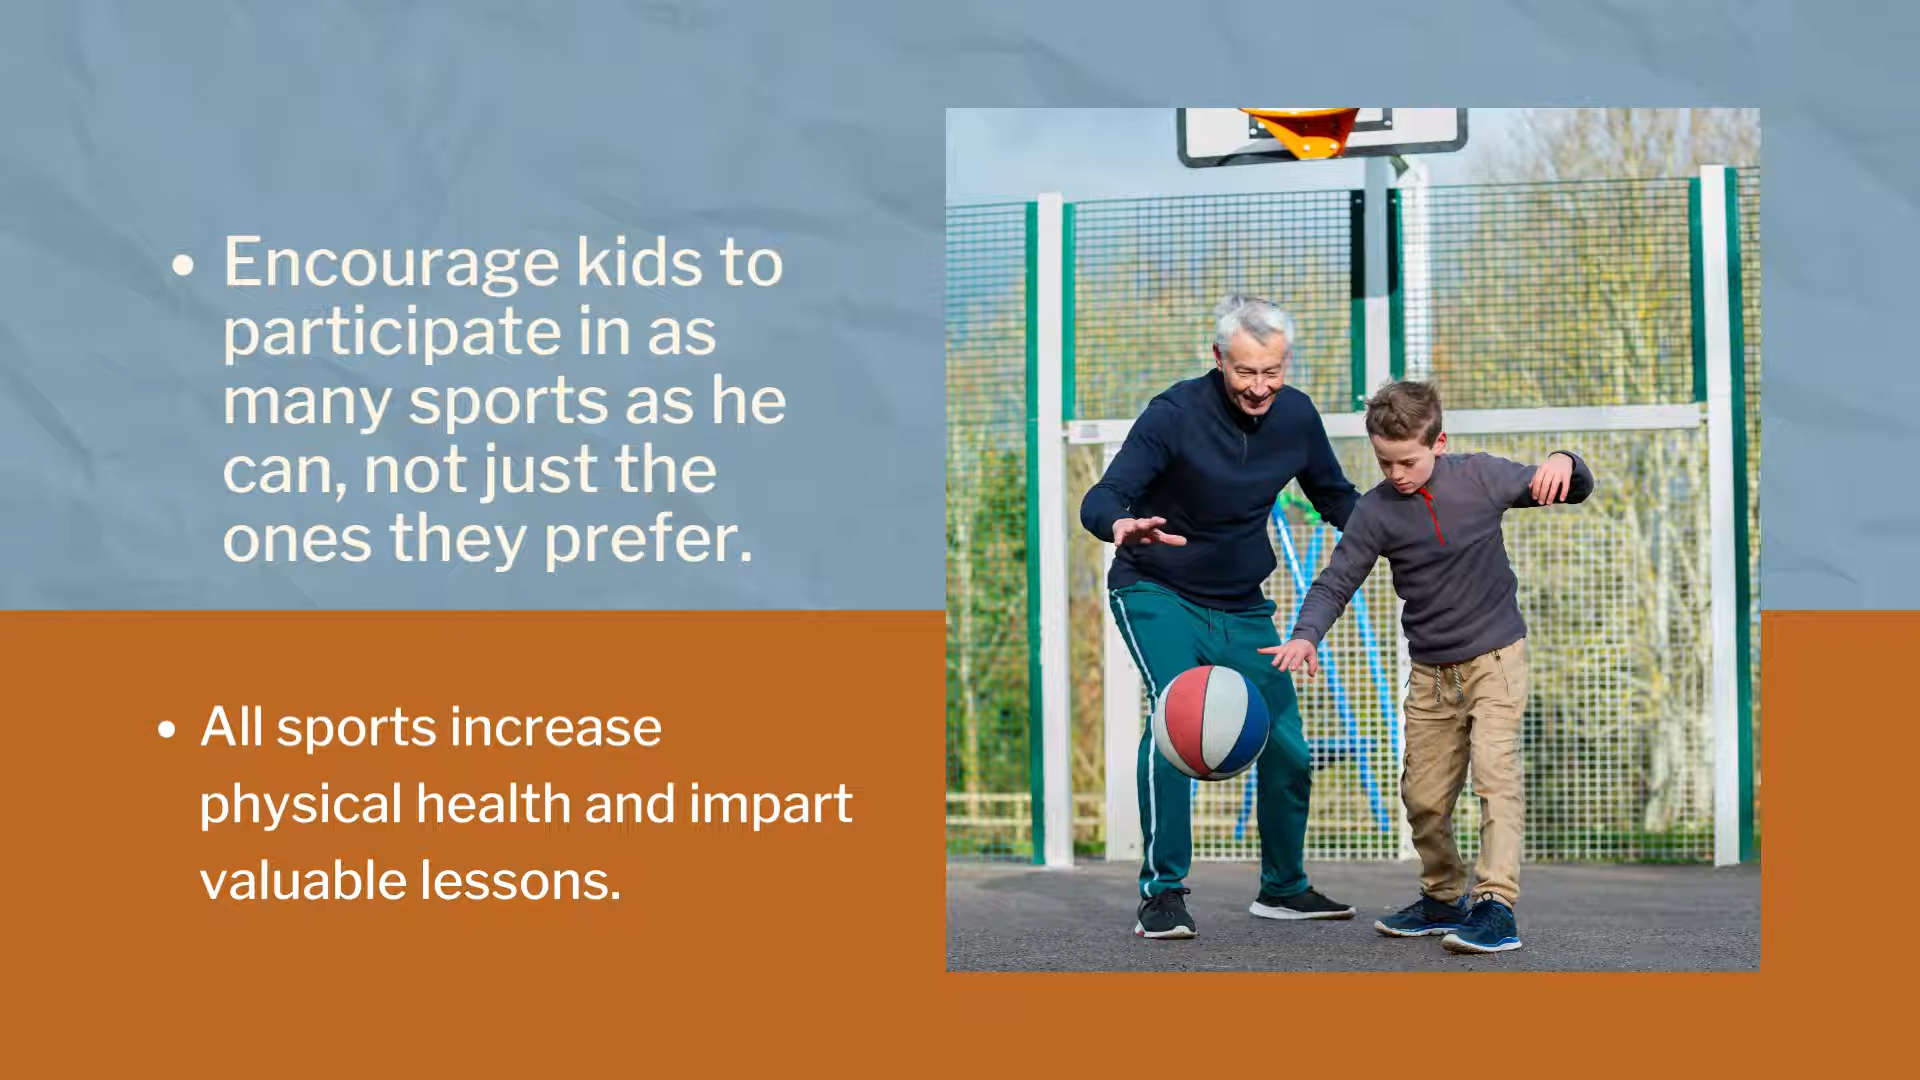 • Encourage kids to
participate in as
many sports as he
can, not just the
ones they prefer.
• All sports increase
physical health and impart
valuable lessons.